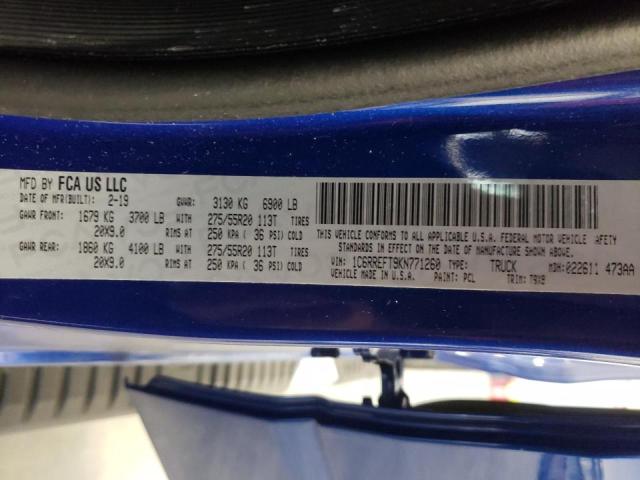 MFD BY FCA US LLC
DATE OF MFR(BUILT): 2-19 GVWR: 3130 KG 6900 LB
GAWR FRONT: 1679 KG 3700 LB WITH 275/55R20 113T TIRES
20X9.0 RIMS AT 250 KPA ( 36 PSI) COLD
GAWR REAR: 1860 KG 4100 LB WITH 275/55R20 113T TIRES
20X9.0 RIMS AT 250 KPA ( 36 PSI) COLD
THIS VEHICLE CONFORMS TO ALL APPLICABLE U.S.A. FEDERAL MOTOR VEHICLE AFETY
STANDARDS IN EFFECT ON THE DATE OF MANUFACTURE SHOWN ABOVE.
VIN: 1C6RREFT9KN771260 TYPE: TRUCK MDH: 022611 473AA
VEHICLE MADE IN U.S.A. PAINT: PCL TRIM: T9X9